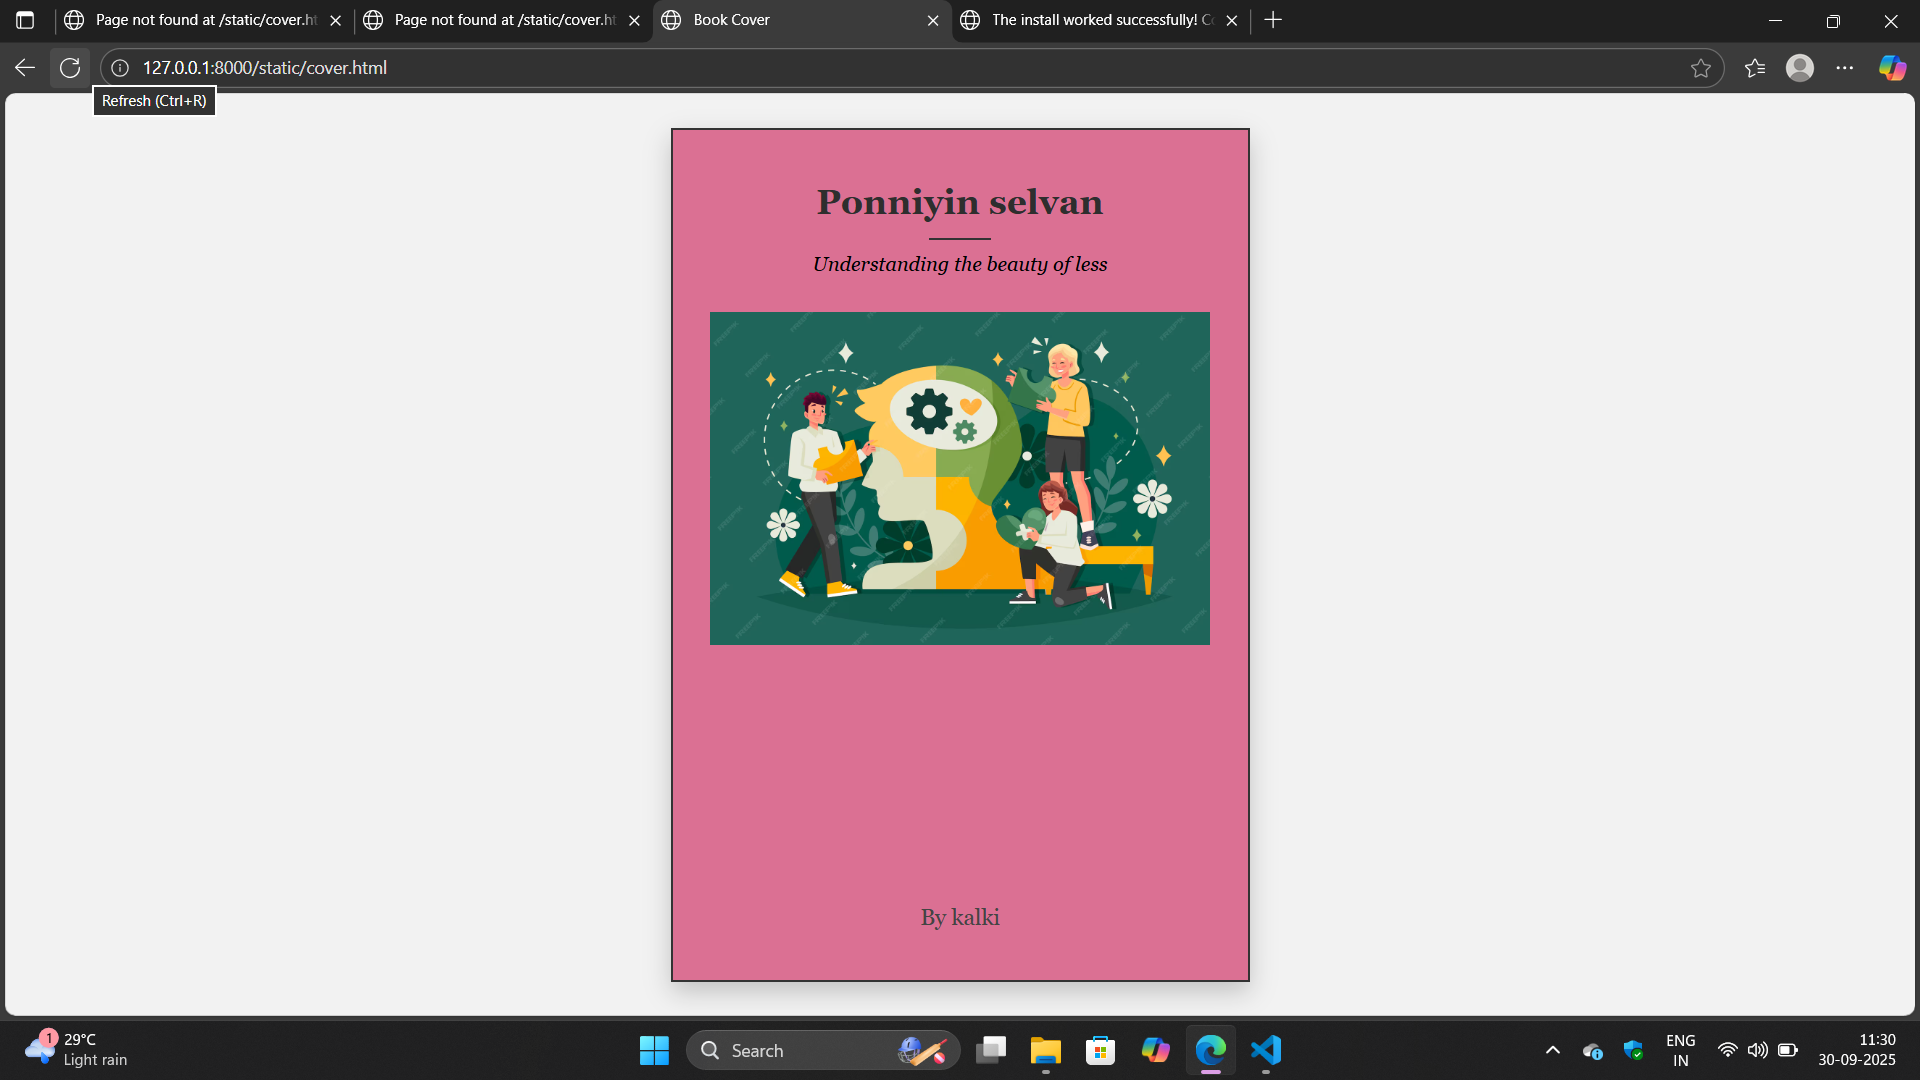 Page not found at /static/cover.ht
Page not found at /static/cover.ht
Book Cover
The install worked successfully! Co
127.0.0.1:8000/static/cover.html
Refresh (Ctrl+R)
Ponniyin selvan
Understanding the beauty of less
By kalki
1
29°C
Light rain
Search
ENG
IN
11:30
30-09-2025